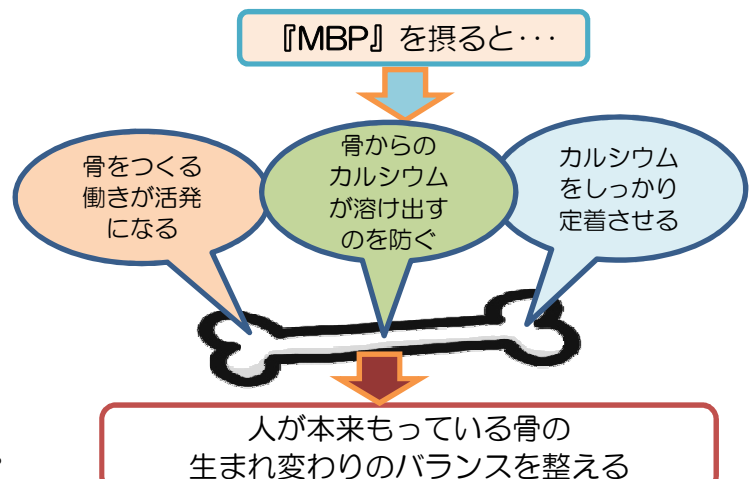 『MBP』を摂ると･･･
骨をつくる
働きが活発
になる
骨からの
カルシウム
が溶け出す
のを防ぐ
カルシウム
をしっかり
定着させる
人が本来もっている骨の
生まれ変わりのバランスを整える